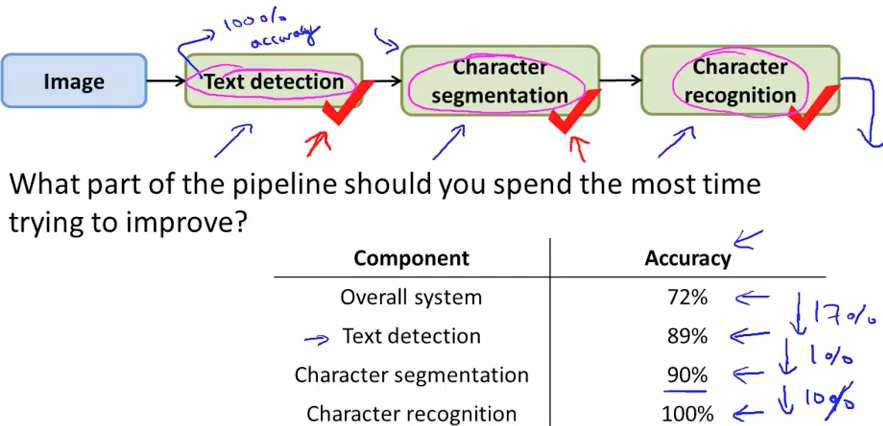 100%
accuracy
Image
Text detection
Character
segmentation
Character
recognition
What part of the pipeline should you spend the most time
trying to improve?
Component Accuracy
Overall system 72%
17%
Text detection 89%
1%
Character segmentation 90%
10%
Character recognition 100%